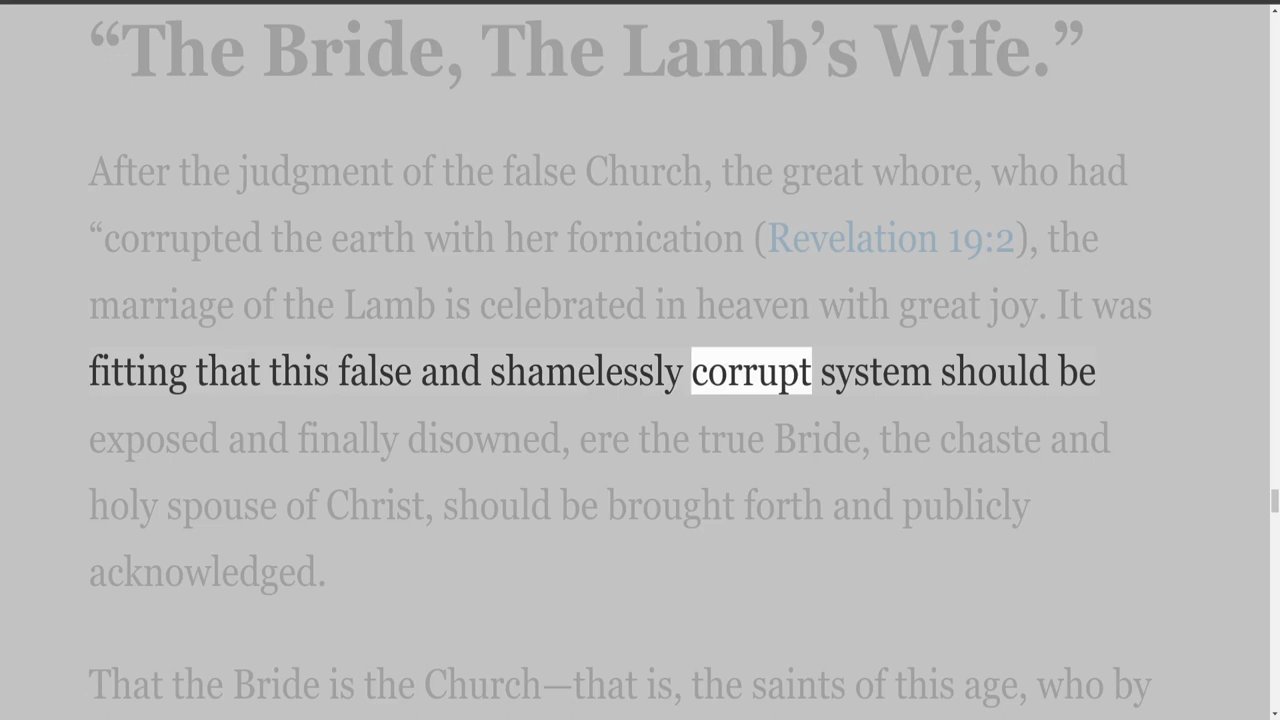 “The Bride, The Lamb’s Wife.”
After the judgment of the false Church, the great whore, who had
“corrupted the earth with her fornication (Revelation 19:2), the
marriage of the Lamb is celebrated in heaven with great joy. It was
fitting that this false and shamelessly corrupt system should be
exposed and finally disowned, ere the true Bride, the chaste and
holy spouse of Christ, should be brought forth and publicly
acknowledged.
That the Bride is the Church—that is, the saints of this age, who by